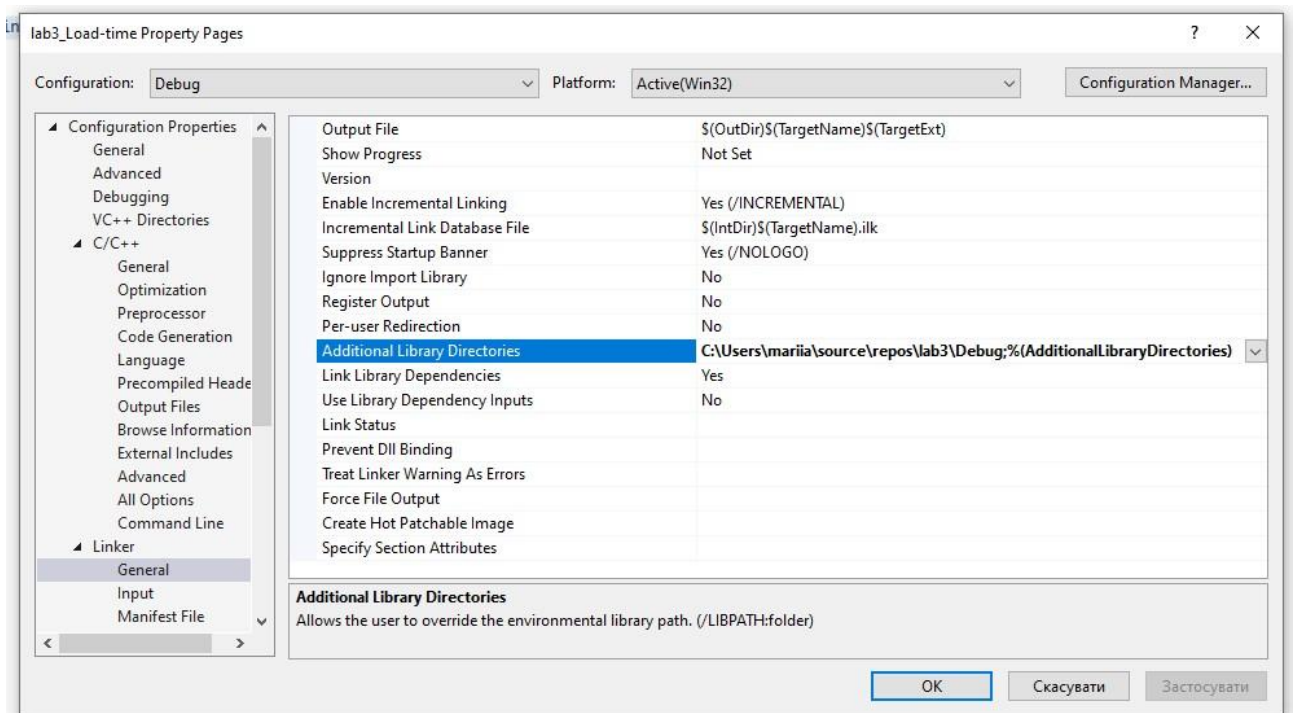 in
lab3_Load-time Property Pages ?
Configuration: Debug Platform: Active(Win32) Configuration Manager...
Configuration Properties
General
Advanced
Debugging
VC++ Directories
C/C++
General
Optimization
Preprocessor
Code Generation
Language
Precompiled Heade
Output Files
Browse Information
External Includes
Advanced
All Options
Command Line
Linker
General
Input
Manifest File
Output File $(OutDir)$(TargetName)$(TargetExt)
Show Progress Not Set
Version
Enable Incremental Linking Yes (/INCREMENTAL)
Incremental Link Database File $(IntDir)$(TargetName).ilk
Suppress Startup Banner Yes (/NOLOGO)
Ignore Import Library No
Register Output No
Per-user Redirection No
Additional Library Directories C:\Users\mariia\source\repos\lab3\Debug;%(AdditionalLibraryDirectories)
Link Library Dependencies Yes
Use Library Dependency Inputs No
Link Status
Prevent Dll Binding
Treat Linker Warning As Errors
Force File Output
Create Hot Patchable Image
Specify Section Attributes
Additional Library Directories
Allows the user to override the environmental library path. (/LIBPATH:folder)
OK Скасувати Застосувати